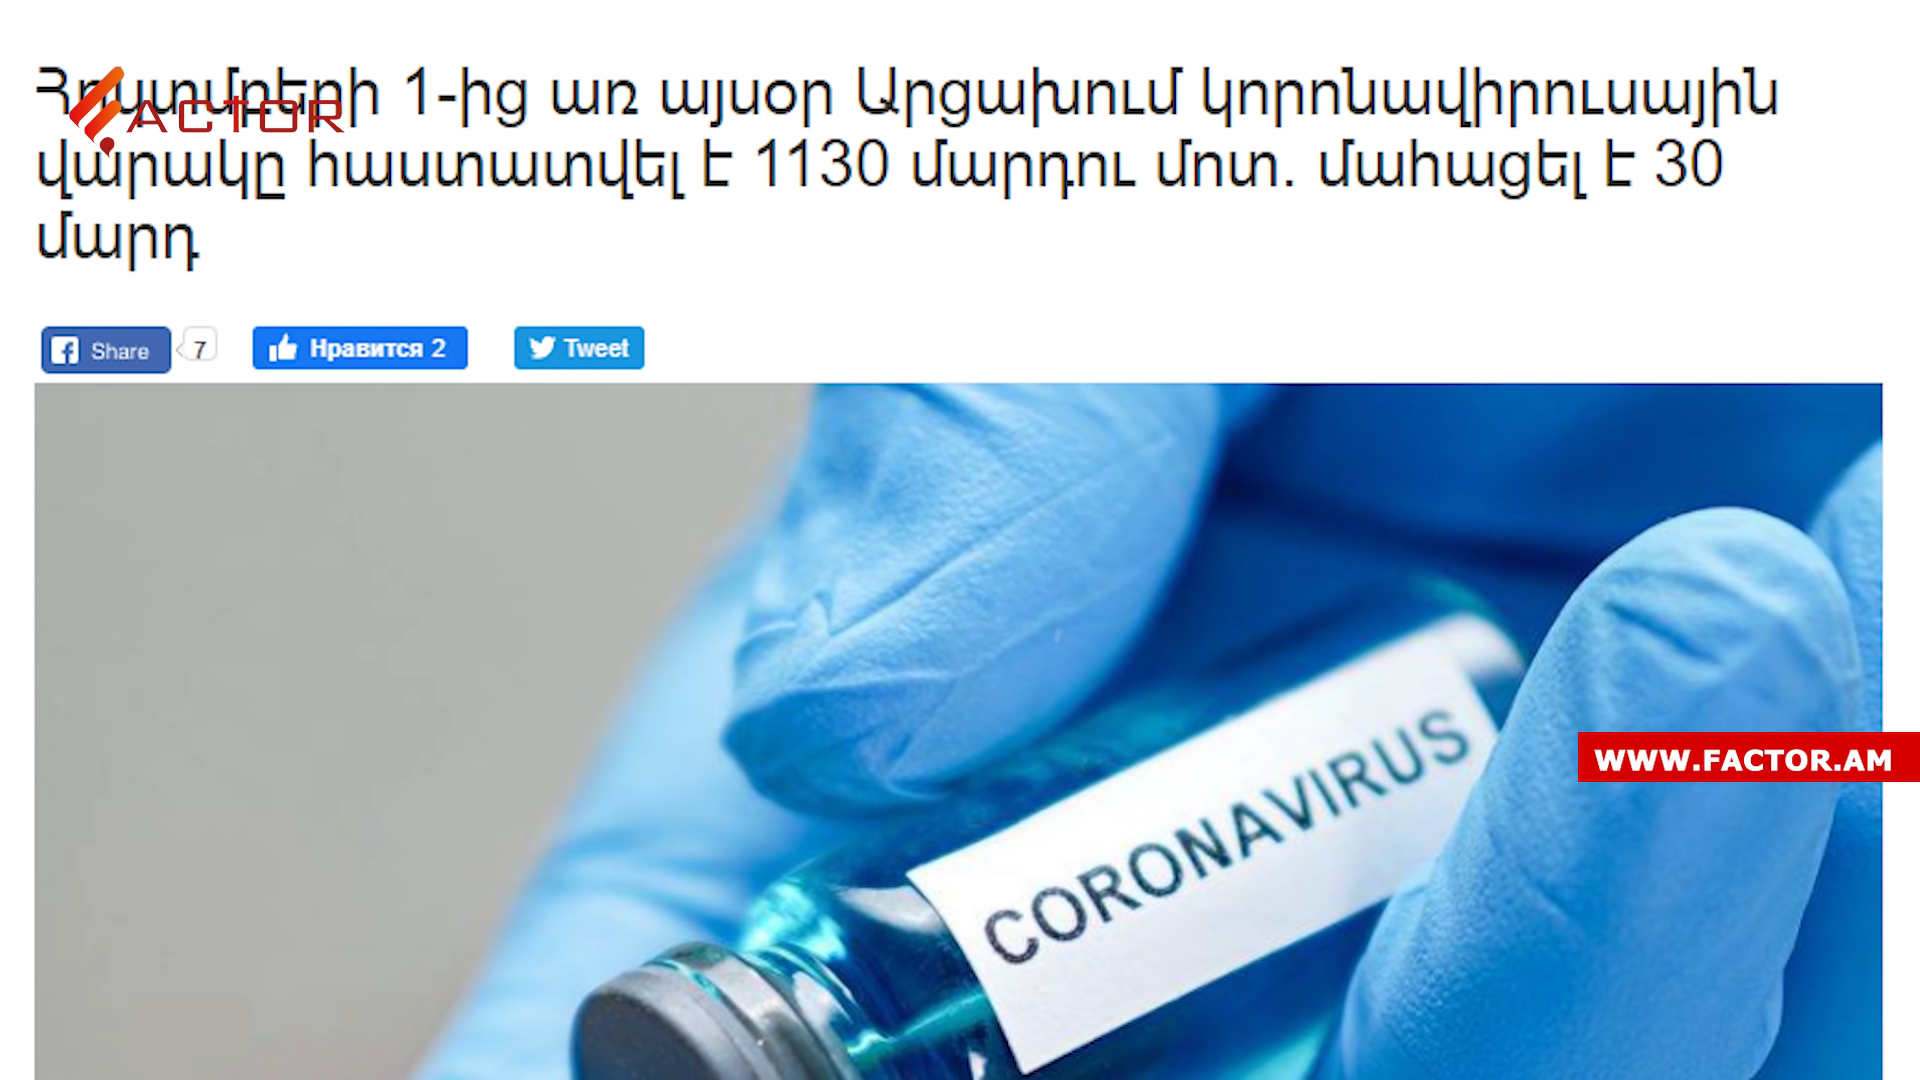 Հոկտմբերի 1-ից առ այսօր Արցախում կորոնավիրուսային
վարակը հաստատվել է 1130 մարդու մոտ. մահացել է 30
մարդ
FACTOR
Share 7 Нравится 2 Tweet
WWW.FACTOR.AM
CORONAVIRUS